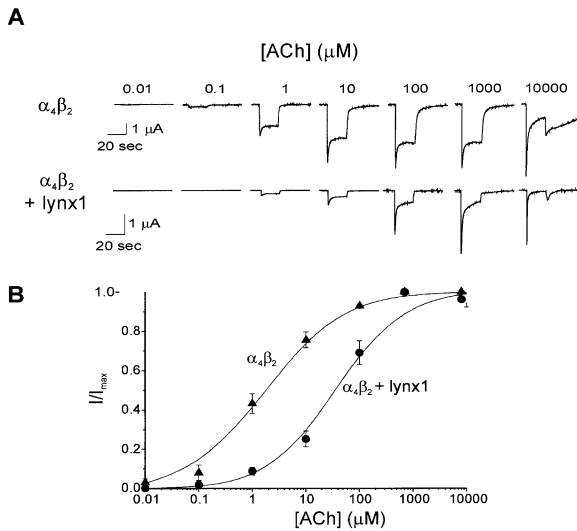 A
[ACh] (μM)
0.01 0.1 1 10 100 1000 10000
α₄β₂
1 μA
20 sec
α₄β₂
+ lynx1
1 μA
20 sec
B
1.0-
0.8
0.6
0.4
0.2
0.0
I/Imax
α₄β₂
α₄β₂ + lynx1
0.01 0.1 1 10 100 1000 10000
[ACh] (μM)